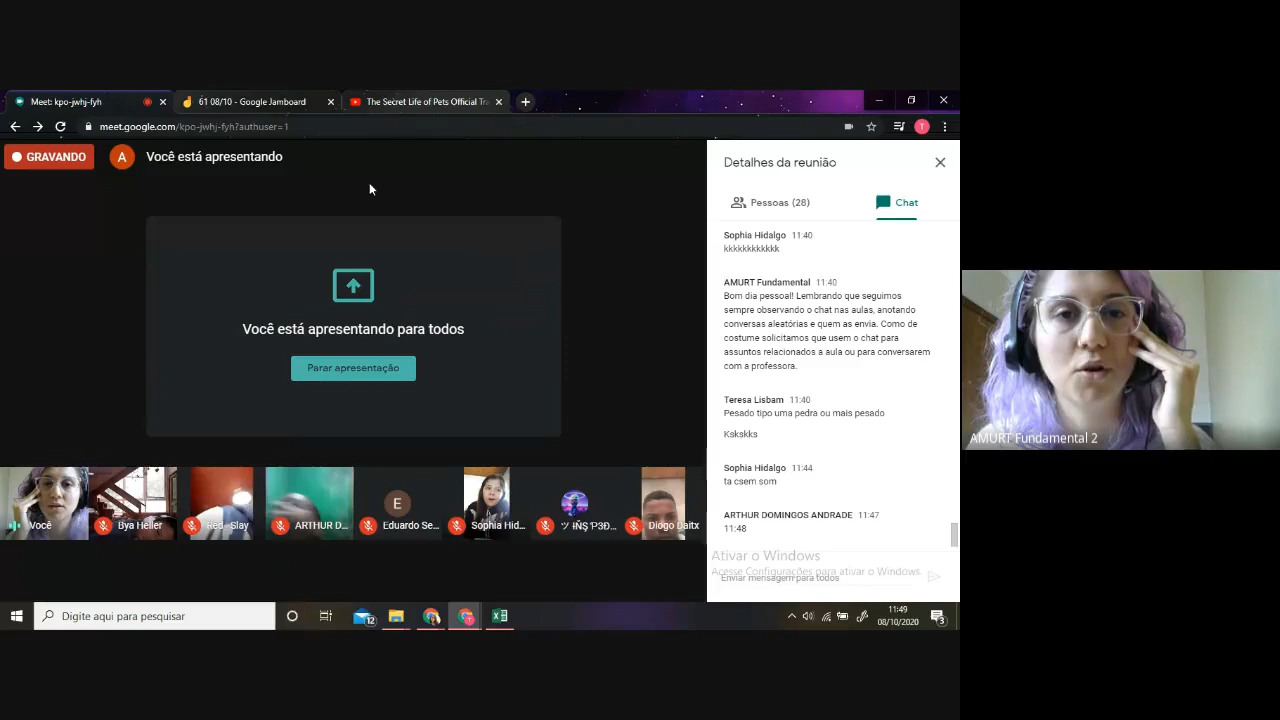 Meet: kpo-jwhj-fyh
61 08/10 - Google Jamboard
The Secret Life of Pets Official Tra
meet.google.com/kpo-jwhj-fyh?authuser=1
T
GRAVANDO
A
Você está apresentando
Você está apresentando para todos
Parar apresentação
Você
Bya Heller
Red_Slay
ARTHUR D...
E
Eduardo Se...
Sophia Hid...
Diogo Daitx
Detalhes da reunião
Pessoas (28)
Chat
Sophia Hidalgo 11:40
kkkkkkkkkkkk
AMURT Fundamental 11:40
Bom dia pessoal! Lembrando que seguimos
sempre observando o chat nas aulas, anotando
conversas aleatórias e quem as envia. Como de
costume solicitamos que usem o chat para
assuntos relacionados a aula ou para conversarem
com a professora.
Teresa Lisbam 11:40
Pesado tipo uma pedra ou mais pesado
Kskskks
Sophia Hidalgo 11:44
ta csem som
ARTHUR DOMINGOS ANDRADE 11:47
11:48
Ativar o Windows
Acesse Configurações para ativar o Windows.
Enviar mensagem para todos
AMURT Fundamental 2
Digite aqui para pesquisar
12
11:49
08/10/2020
3